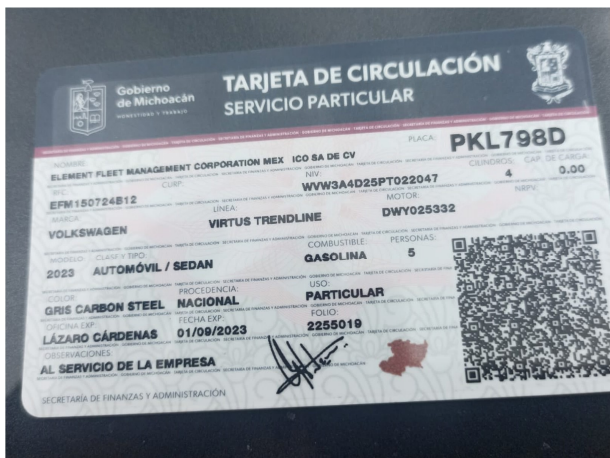 Gobierno
de Michoacán
HONESTIDAD Y TRABAJO
TARJETA DE CIRCULACIÓN
SERVICIO PARTICULAR
PLACA: PKL798D
NOMBRE
ELEMENT FLEET MANAGEMENT CORPORATION MEX ICO SA DE CV
RFC: CURP: NIV: CILINDROS: CAP. DE CARGA
EFM150724B12 WVW3A4D25PT022047 4 0.00
MARCA: LÍNEA: MOTOR: NRPV:
VOLKSWAGEN VIRTUS TRENDLINE DWY025332
MODELO: CLASE Y TIPO: COMBUSTIBLE: PERSONAS:
2023 AUTOMÓVIL / SEDAN GASOLINA 5
COLOR: PROCEDENCIA: USO:
GRIS CARBON STEEL NACIONAL PARTICULAR
OFICINA EXP: FECHA EXP: FOLIO:
LÁZARO CÁRDENAS 01/09/2023 2255019
OBSERVACIONES:
AL SERVICIO DE LA EMPRESA
SECRETARÍA DE FINANZAS Y ADMINISTRACIÓN